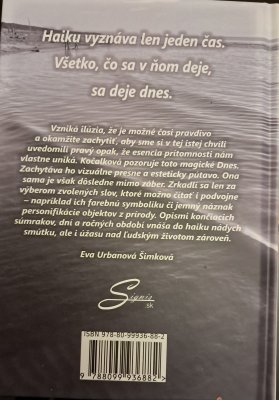 Haiku vyznáva len jeden čas.
Všetko, čo sa v ňom deje,
sa deje dnes.
Vzniká ilúzia, že je možné časi pravdivo
a okamžite zachytiť, aby sme si v tej istej chvíli
uvedomili pravý opak, že esencia prítomnosti nám
vlastne uniká. Kočalková pozoruje toto magické Dnes.
Zachytáva ho vizuálne presne a esteticky pútavo. Ona
sama je však dôsledne mimo záber. Zrkadlí sa len za
výberom zvolených slov, ktoré možno čítať i podvojne
– napríklad ich farebnú symboliku či jemný náznak
personifikácie objektov z prírody. Opismi končiacich
súmrakov, dní a ročných období vnáša do haiku nádych
smútku, ale i úžasu nad ľudským životom zároveň.
Eva Urbanová Šimková
Signis
.sk
ISBN 978-80-99936-88-2
9 788099 936882 >